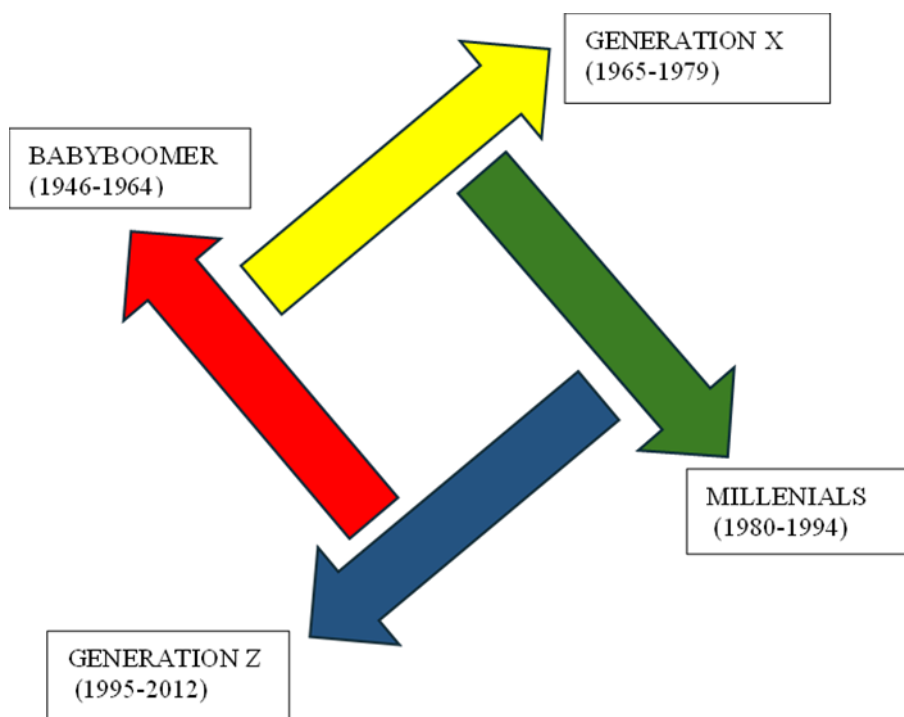 GENERATION X
(1965-1979)
BABYBOOMER
(1946-1964)
MILLENIALS
(1980-1994)
GENERATION Z
(1995-2012)